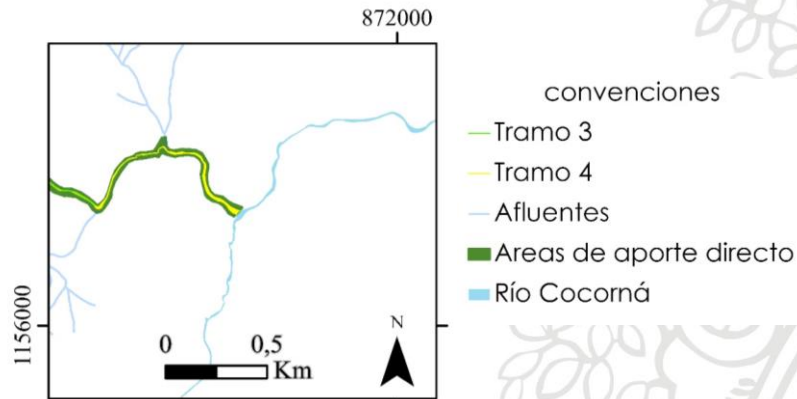 872000
convenciones
Tramo 3
Tramo 4
Afluentes
Areas de aporte directo
Río Cocorná
1156000
0 0,5
Km
N